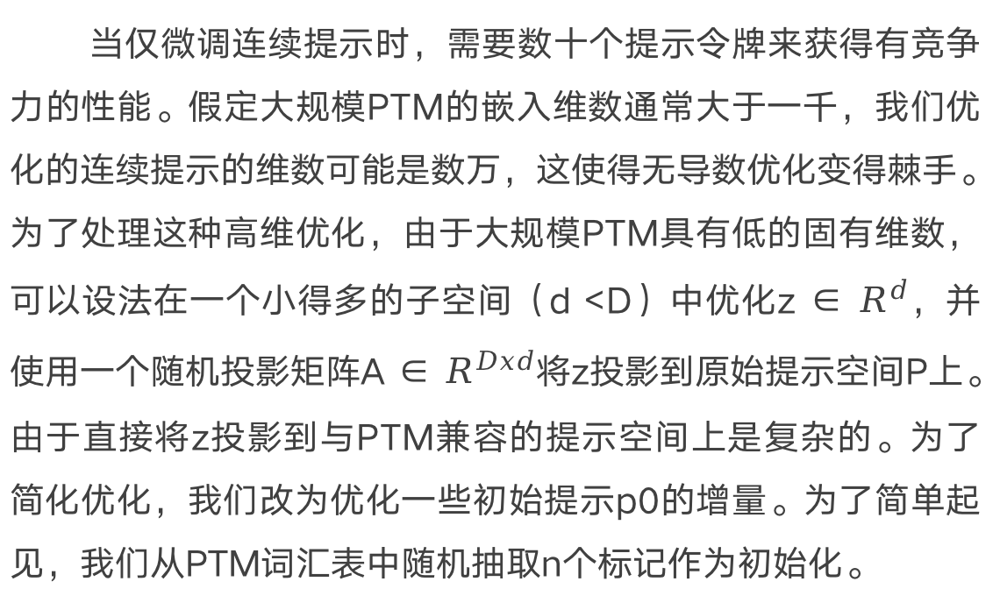 当仅微调连续提示时，需要数十个提示令牌来获得有竞争
力的性能。假定大规模PTM的嵌入维数通常大于一千，我们优
化的连续提示的维数可能是数万，这使得无导数优化变得棘手。
为了处理这种高维优化，由于大规模PTM具有低的固有维数，
可以设法在一个小得多的子空间（d <D）中优化z ∈ R^d，并
使用一个随机投影矩阵A ∈ R^{Dxd}将z投影到原始提示空间P上。
由于直接将z投影到与PTM兼容的提示空间上是复杂的。为了
简化优化，我们改为优化一些初始提示p0的增量。为了简单起
见，我们从PTM词汇表中随机抽取n个标记作为初始化。